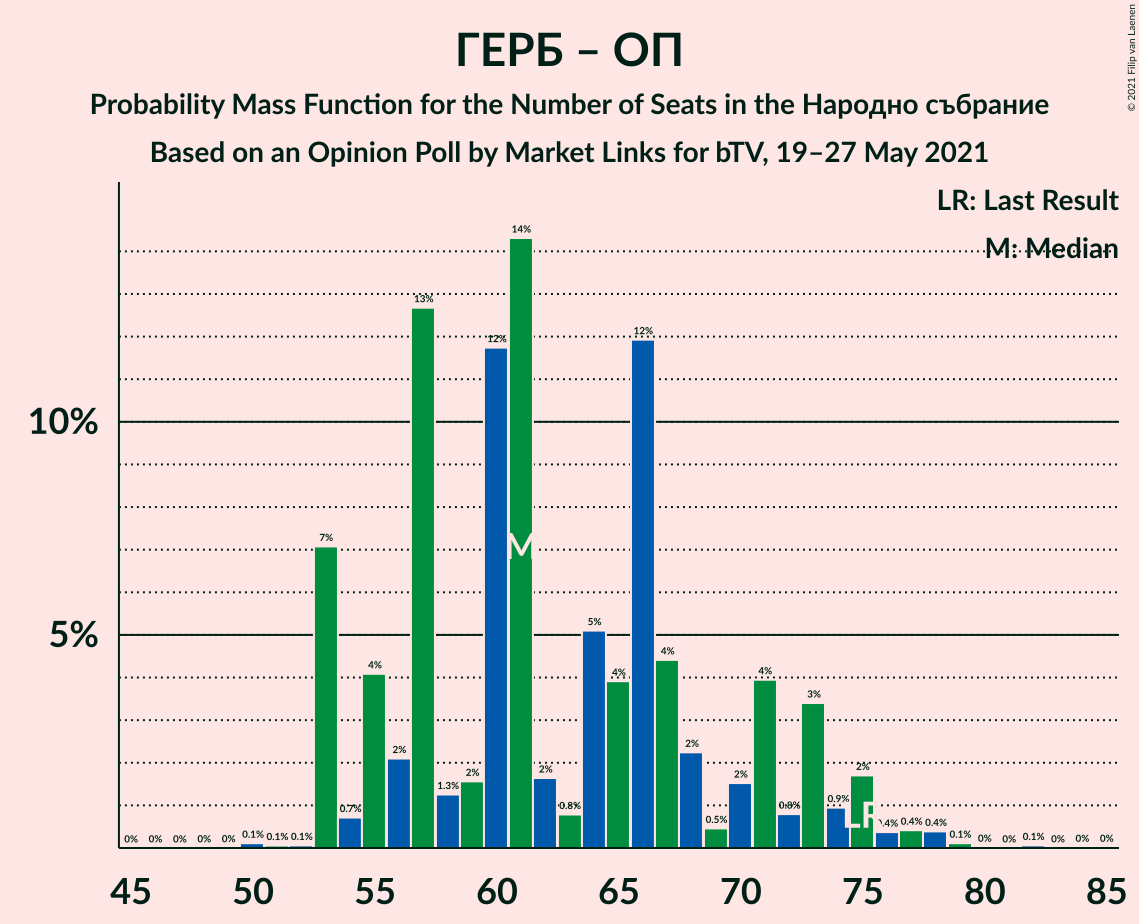 © 2021 Filip van Laenen
ГЕРБ – ОП
Probability Mass Function for the Number of Seats in the Народно събрание
Based on an Opinion Poll by Market Links for bTV, 19–27 May 2021
LR: Last Result
M: Median
10%
5%
0% 0% 0% 0% 0% 0.1% 0.1% 0.1% 7% 0.7% 4% 2% 13% 1.3% 2% 12% 14% 2% 0.8% 5% 4% 12% 4% 2% 0.5% 2% 4% 0.8% 3% 0.9% 2% 0.4% 0.4% 0.4% 0.1% 0% 0% 0.1% 0% 0% 0%
M
LR
45 50 55 60 65 70 75 80 85